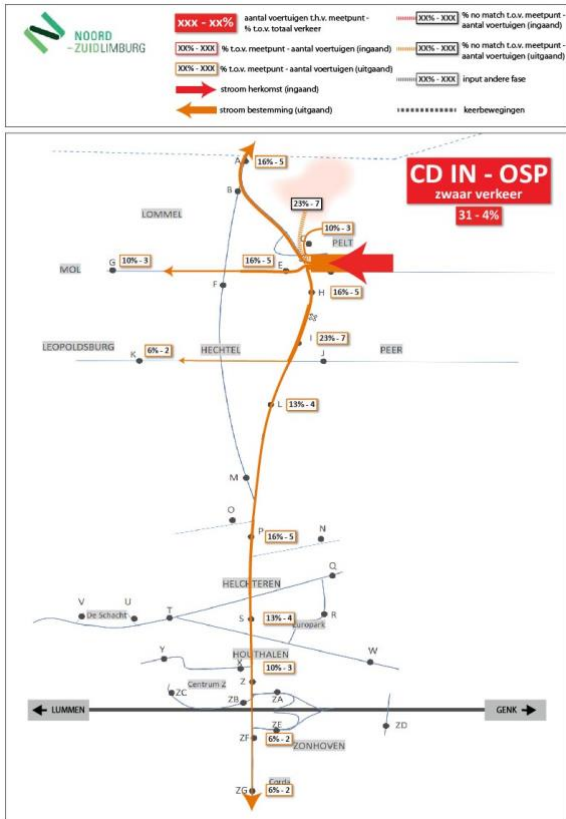 NOORD
-ZUIDLIMBURG
xxx - xx%
aantal voertuigen t.h.v. meetpunt -
% t.o.v. totaal verkeer
XX% - XXX
% t.o.v. meetpunt - aantal voertuigen (ingaand)
XX% - XXX
% t.o.v. meetpunt - aantal voertuigen (uitgaand)
stroom herkomst (ingaand)
stroom bestemming (uitgaand)
XX% - XXX
% no match t.o.v. meetpunt -
aantal voertuigen (ingaand)
XX% - XXX
% no match t.o.v. meetpunt -
aantal voertuigen (uitgaand)
XX% - XXX
input andere fase
keerbewegingen
CD IN - OSP
zwaar verkeer
31 - 4%
A
16% - 5
B
23% - 7
LOMMEL
10% - 3
PELT
MOL
G
10% - 3
16% - 5
E
F
H
16% - 5
I
23% - 7
LEOPOLDSBURG
K
6% - 2
HECHTEL
J
PEER
L
13% - 4
M
O
P
16% - 5
N
Q
HELCHTEREN
V
U
De Schacht
T
S
13% - 4
R
Europark
HOUTHALEN
Y
X
10% - 3
W
Z
Centrum Z
ZC
ZB
ZA
LUMMEN
GENK
ZD
ZE
ZF
6% - 2
ZONHOVEN
Corda
ZG
6% - 2